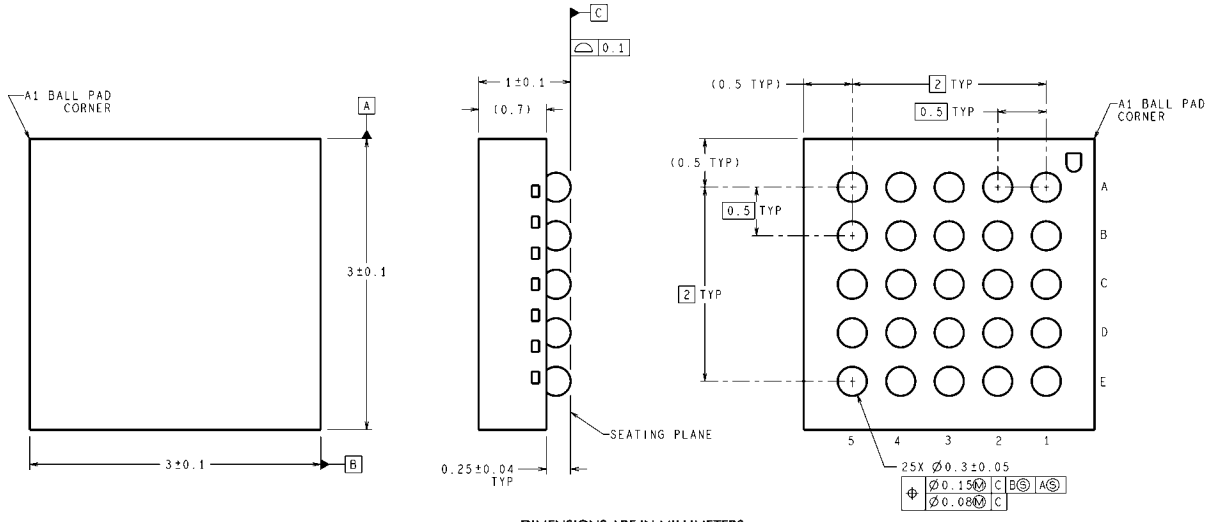 A1 BALL PAD
CORNER
A
3±0.1
3±0.1
B
C
⌓ 0.1
1±0.1
(0.7)
0.25±0.04
TYP
SEATING PLANE
(0.5 TYP)
2 TYP
0.5 TYP
A1 BALL PAD
CORNER
(0.5 TYP)
0.5 TYP
2 TYP
A
B
C
D
E
5 4 3 2 1
25X Ø0.3±0.05
⌖ Ø0.15Ⓜ C BⓈ AⓈ
Ø0.08Ⓜ C
DIMENSIONS ARE IN MILLIMETERS